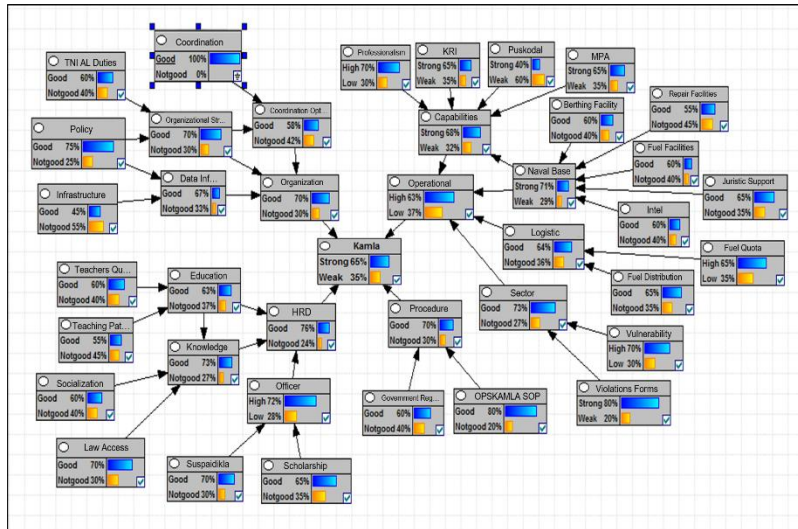 Coordination
Good 100%
Notgood 0%
TNI AL Duties
Good 60%
Notgood 40%
Professionalism
High 70%
Low 30%
KRI
Strong 65%
Weak 35%
Puskodal
Strong 40%
Weak 60%
MPA
Strong 65%
Weak 35%
Repair Facilities
Good 55%
Notgood 45%
Policy
Good 75%
Notgood 25%
Organizational Str...
Good 70%
Notgood 30%
Coordination Opt...
Good 58%
Notgood 42%
Capabilities
Strong 68%
Weak 32%
Berthing Facility
Good 60%
Notgood 40%
Fuel Facilities
Good 60%
Notgood 40%
Infrastructure
Good 45%
Notgood 55%
Data Inf...
Good 67%
Notgood 33%
Organization
Good 70%
Notgood 30%
Operational
High 63%
Low 37%
Naval Base
Strong 71%
Weak 29%
Juristic Support
Good 65%
Notgood 35%
Intel
Good 60%
Notgood 40%
Kamla
Strong 65%
Weak 35%
Logistic
Good 64%
Notgood 36%
Fuel Quota
High 65%
Low 35%
Teachers Qu...
Good 60%
Notgood 40%
Education
Good 63%
Notgood 37%
Fuel Distribution
Good 65%
Notgood 35%
Teaching Pat...
Good 55%
Notgood 45%
HRD
Good 76%
Notgood 24%
Procedure
Good 70%
Notgood 30%
Sector
Good 73%
Notgood 27%
Vulnerability
High 70%
Low 30%
Knowledge
Good 73%
Notgood 27%
Socialization
Good 60%
Notgood 40%
Officer
High 72%
Low 28%
Government Reg...
Good 60%
Notgood 40%
OPSKAMLA SOP
Good 80%
Notgood 20%
Violations Forms
Strong 80%
Weak 20%
Law Access
Good 70%
Notgood 30%
Suspaidikla
Good 70%
Notgood 30%
Scholarship
Good 65%
Notgood 35%